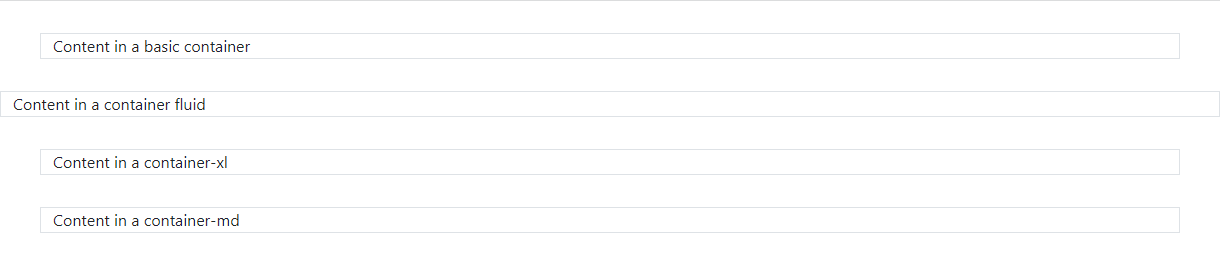 Content in a basic container
Content in a container fluid
Content in a container-xl
Content in a container-md